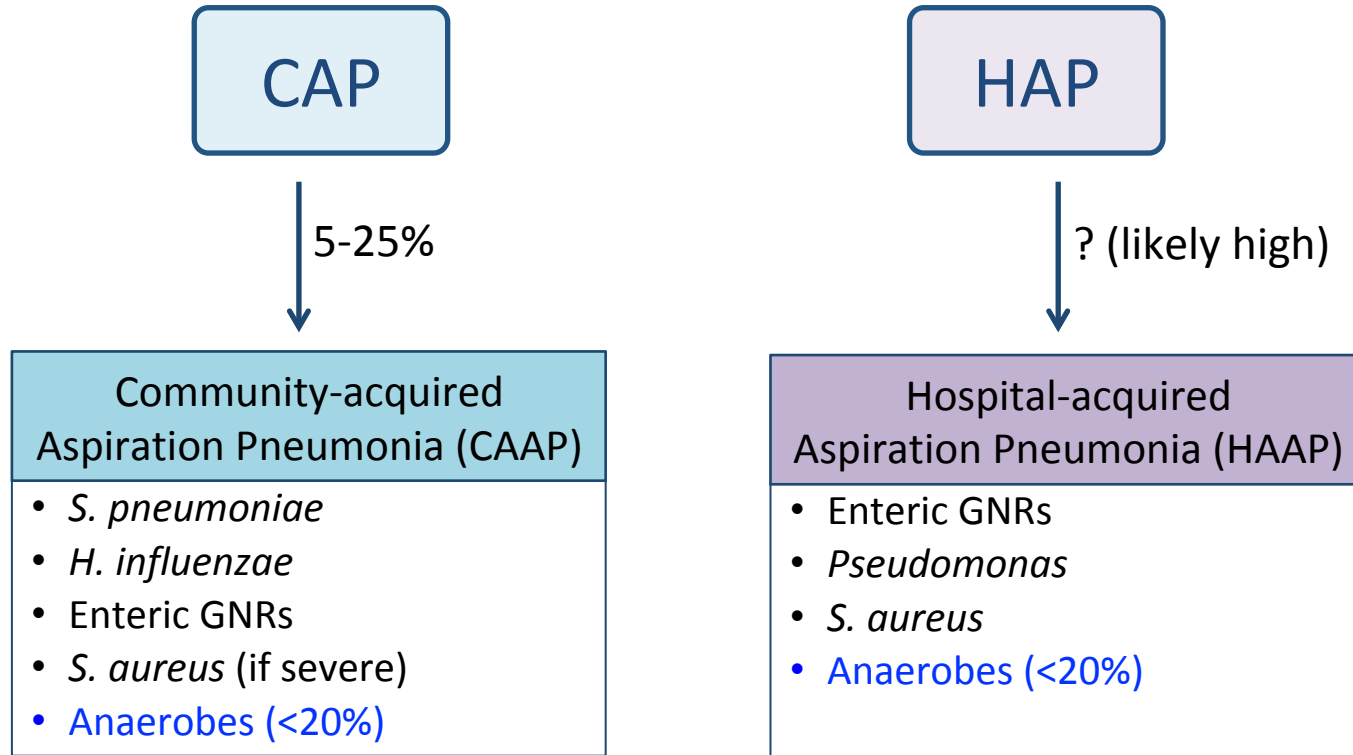 CAP
HAP
5-25%
? (likely high)
Community-acquired
Aspiration Pneumonia (CAAP)
• S. pneumoniae
• H. influenzae
• Enteric GNRs
• S. aureus (if severe)
• Anaerobes (<20%)
Hospital-acquired
Aspiration Pneumonia (HAAP)
• Enteric GNRs
• Pseudomonas
• S. aureus
• Anaerobes (<20%)